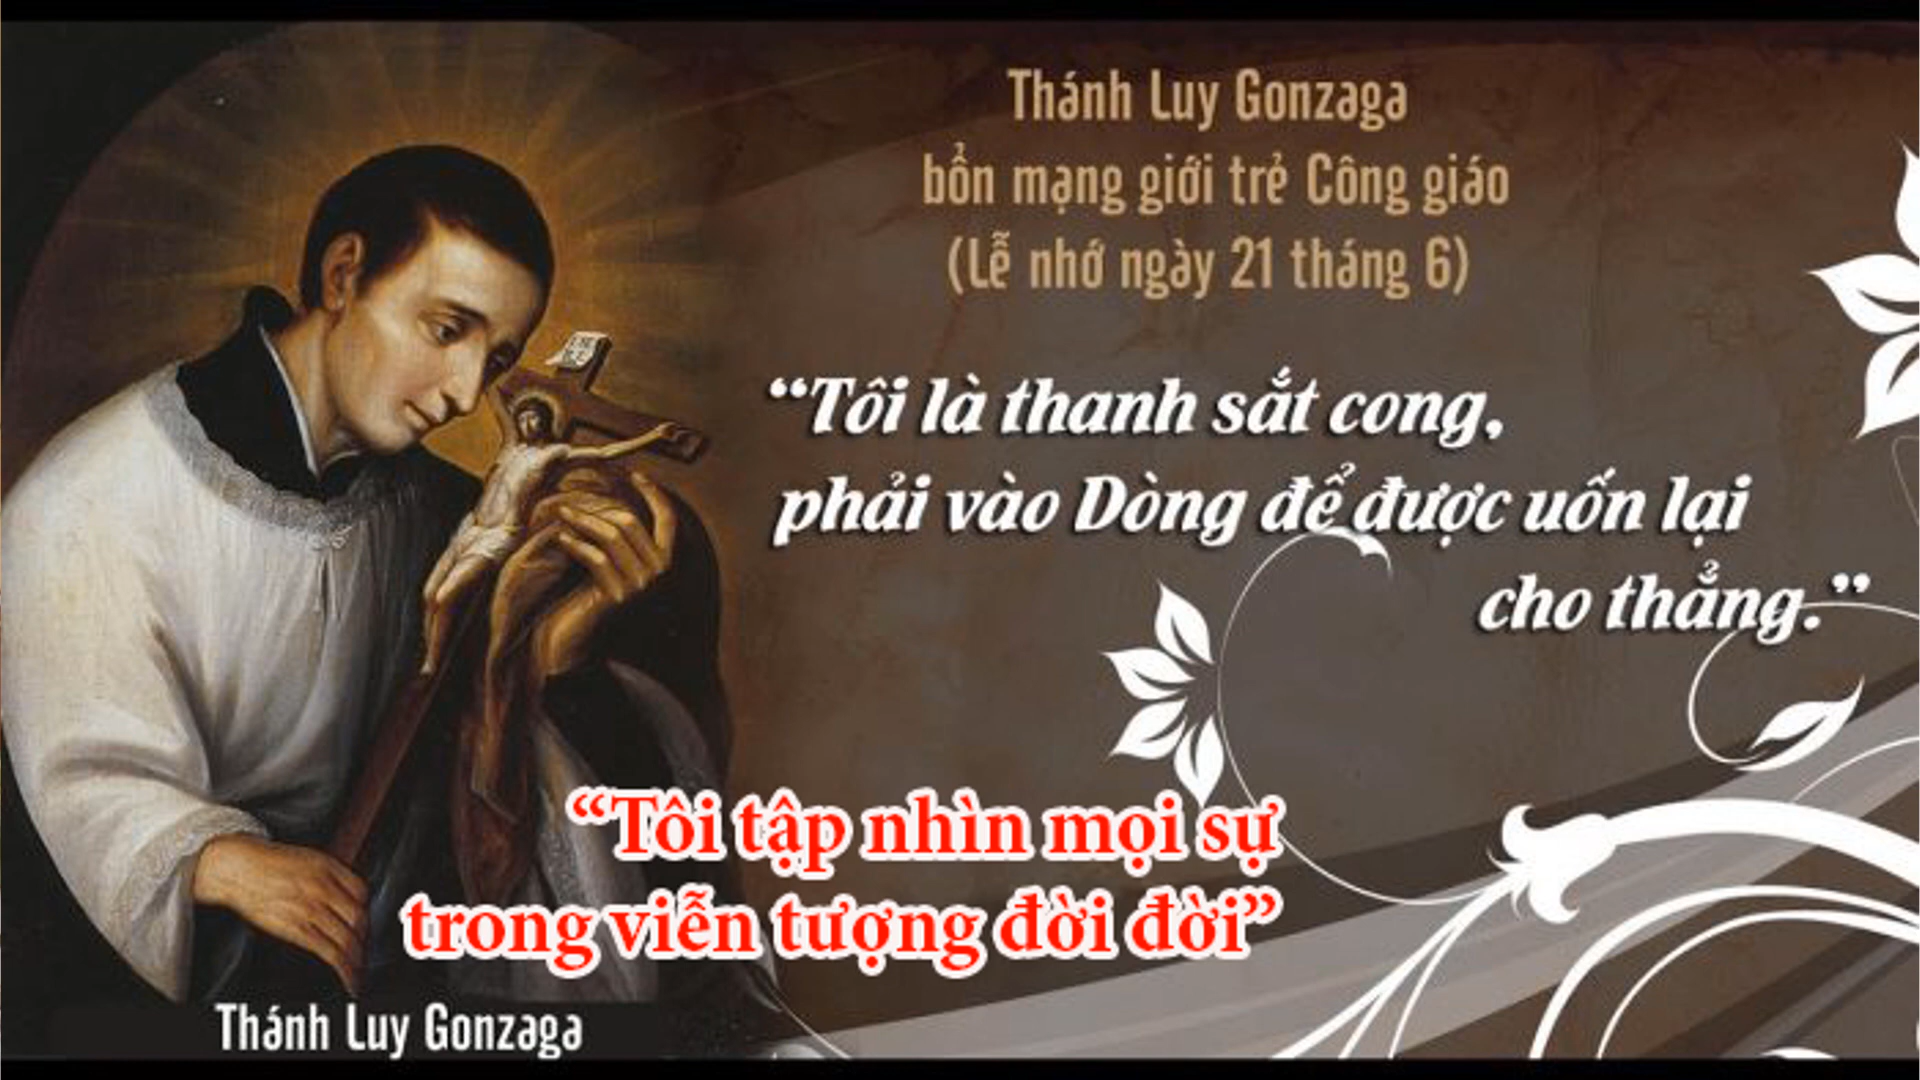 Thánh Luy Gonzaga
bổn mạng giới trẻ Công giáo
(Lễ nhớ ngày 21 tháng 6)
“Tôi là thanh sắt cong,
phải vào Dòng để được uốn lại
cho thẳng.”
“Tôi tập nhìn mọi sự
trong viễn tượng đời đời”
Thánh Luy Gonzaga